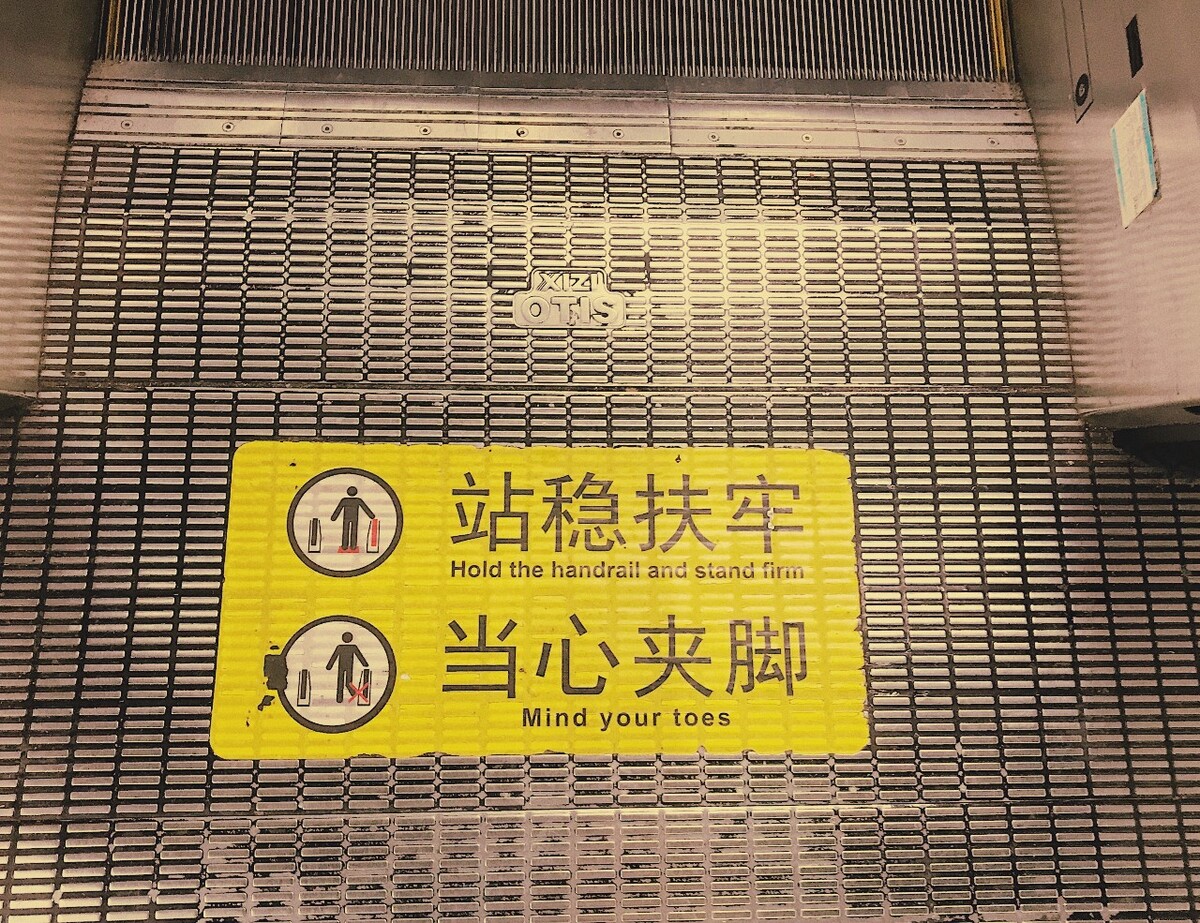 XIZI
OTIS
站稳扶牢
Hold the handrail and stand firm
当心夹脚
Mind your toes